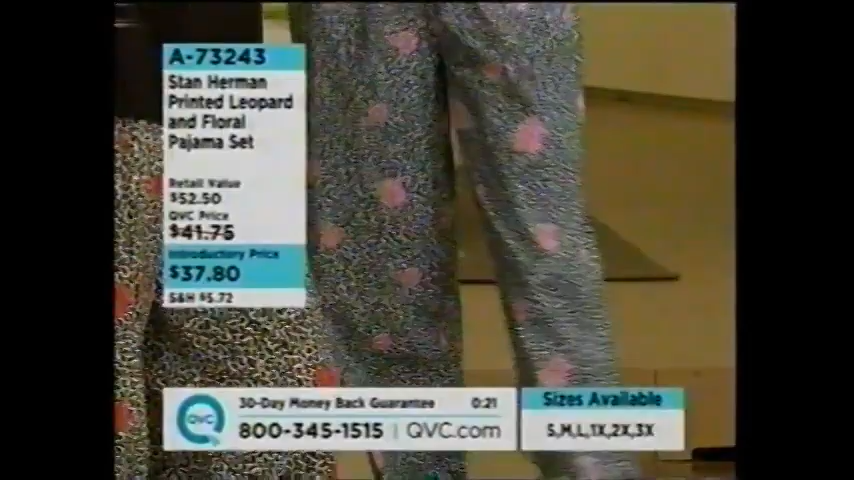 A-73243
Stan Herman
Printed Leopard
and Floral
Pajama Set
Retail Value
$52.50
QVC Price
$41.75
Introductory Price
$37.80
S&H $5.72
QVC
30-Day Money Back Guarantee
0:21
800-345-1515 | QVC.com
Sizes Available
S,M,L,1X,2X,3X